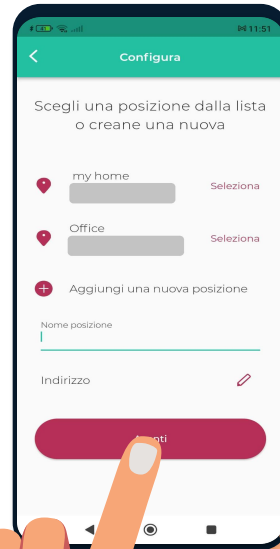 11:51
Configura
Scegli una posizione dalla lista
o creane una nuova
my home
Seleziona
Office
Seleziona
Aggiungi una nuova posizione
Nome posizione
Indirizzo